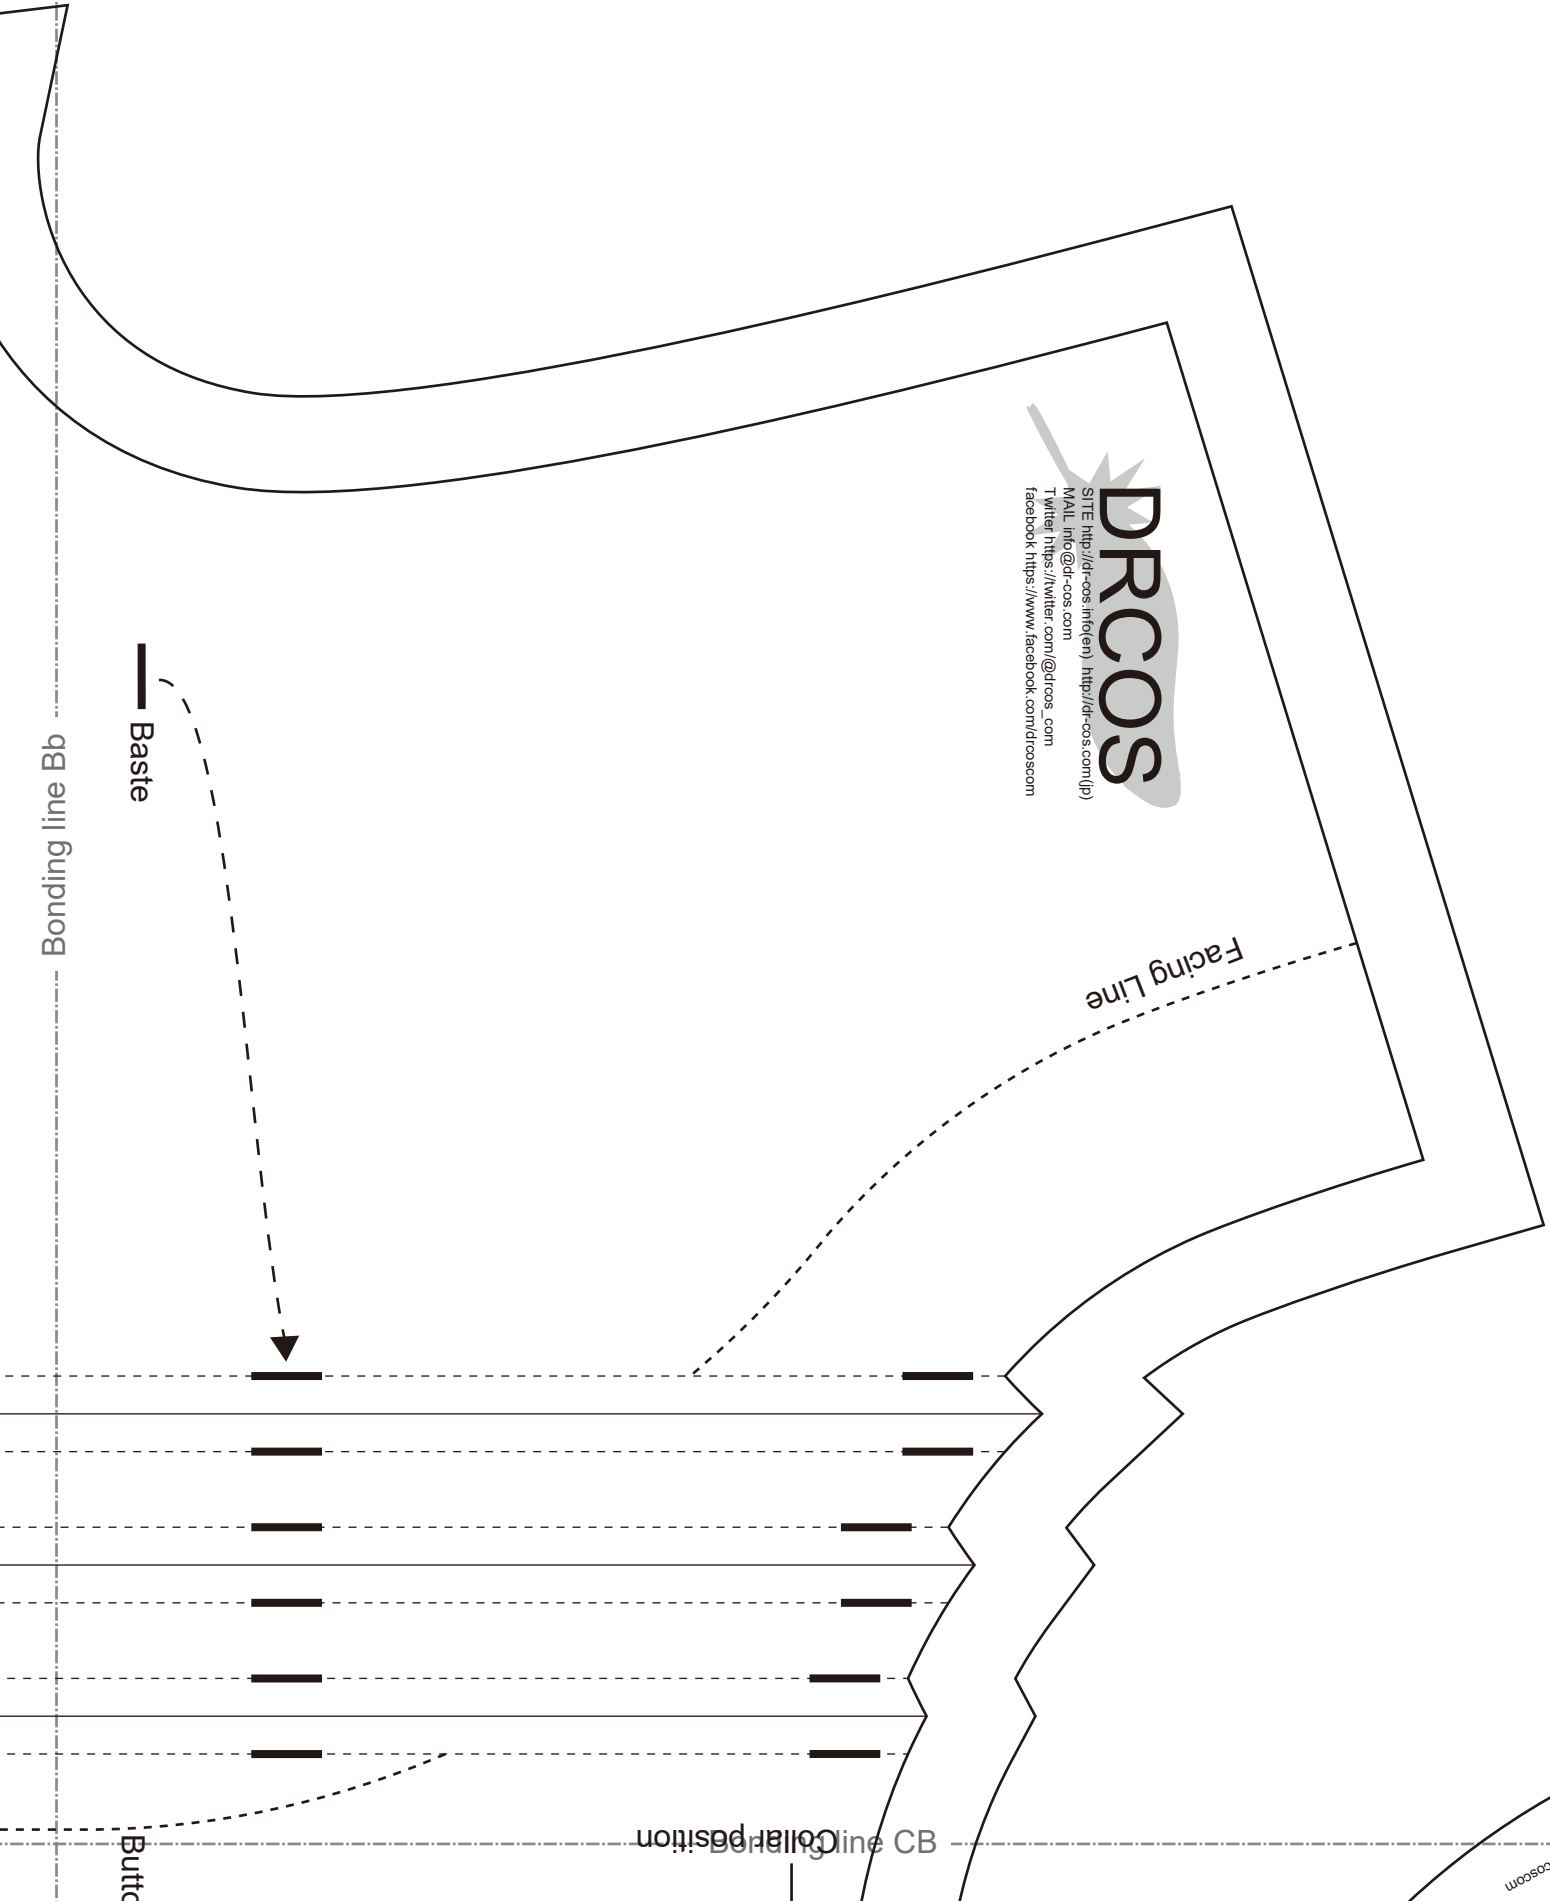 DRCOS
SITE http://dr-cos.info(en) http://dr-cos.com(jp)
MAIL info@dr-cos.com
Twitter https://twitter.com/@drcos_com
facebook https://www.facebook.com/drcoscom
Bonding line Bb
Baste
Facing Line
Collar position
Bonding line CB
Butto
coscom